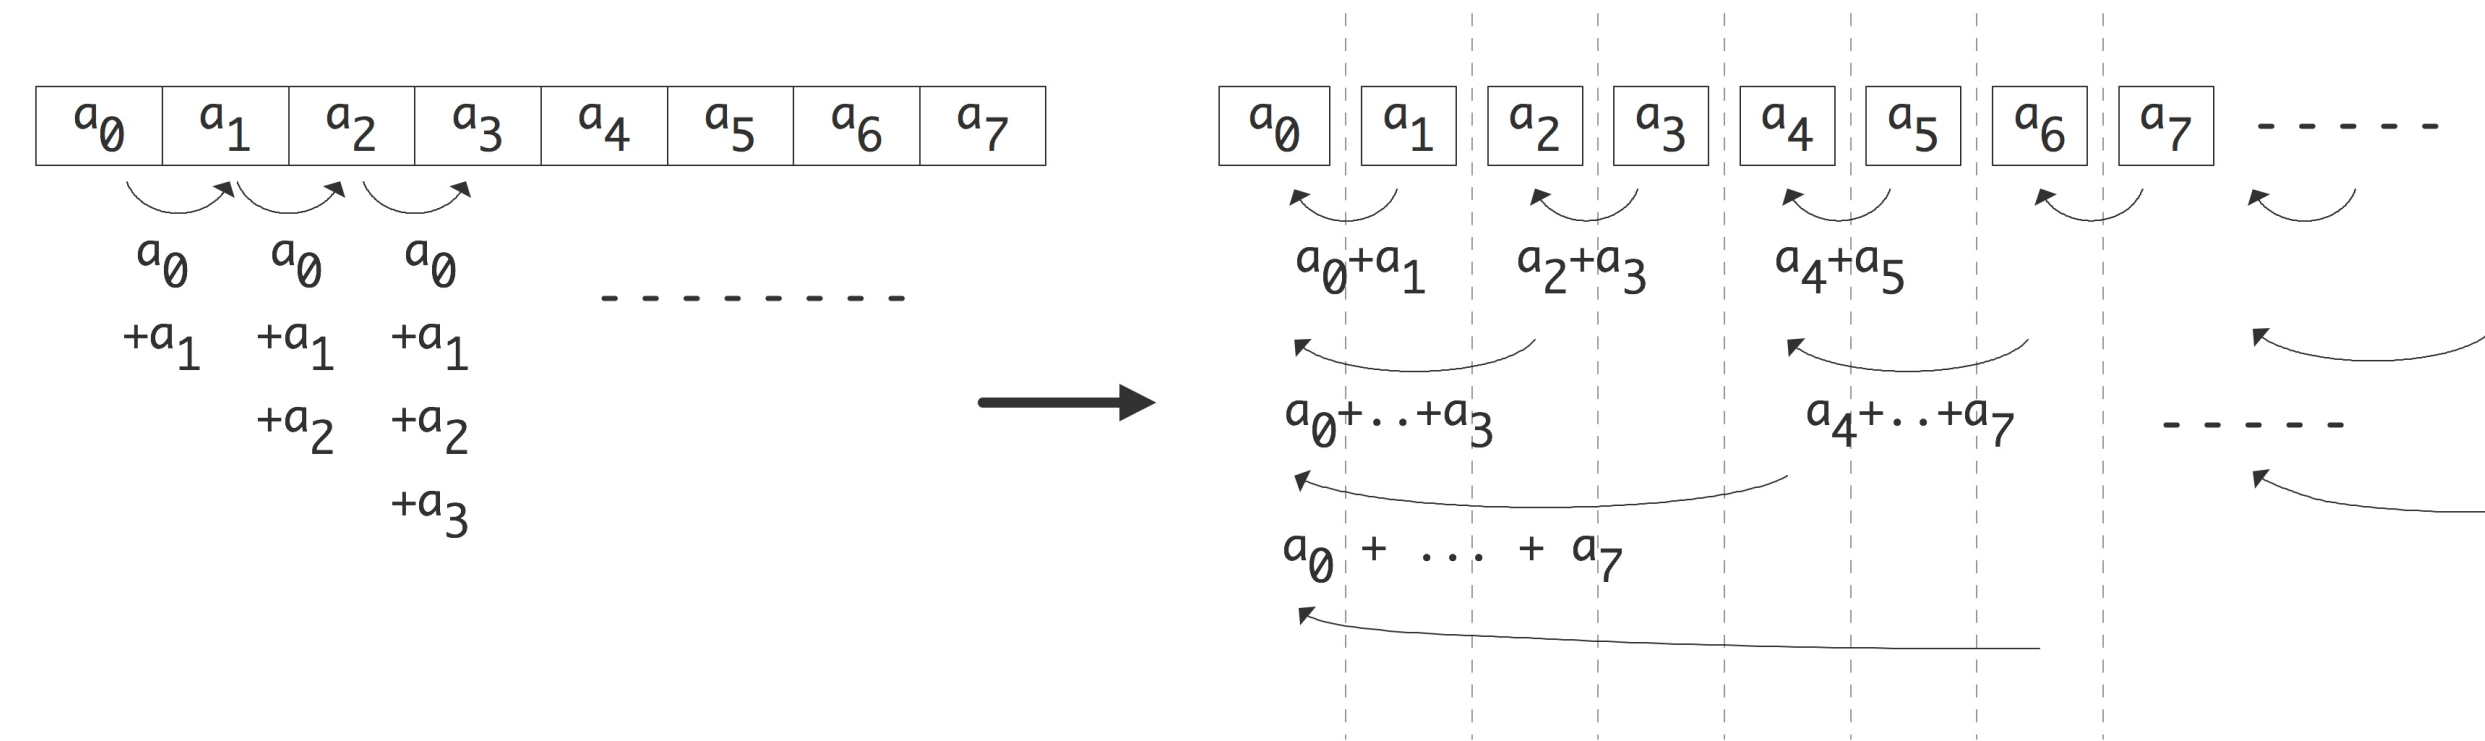 a0 a1 a2 a3 a4 a5 a6 a7
a0 a0 a0
+a1 +a1 +a1
+a2 +a2
+a3
a0 a1 a2 a3 a4 a5 a6 a7
a0+a1 a2+a3 a4+a5
a0+..+a3 a4+..+a7
a0 + ... + a7